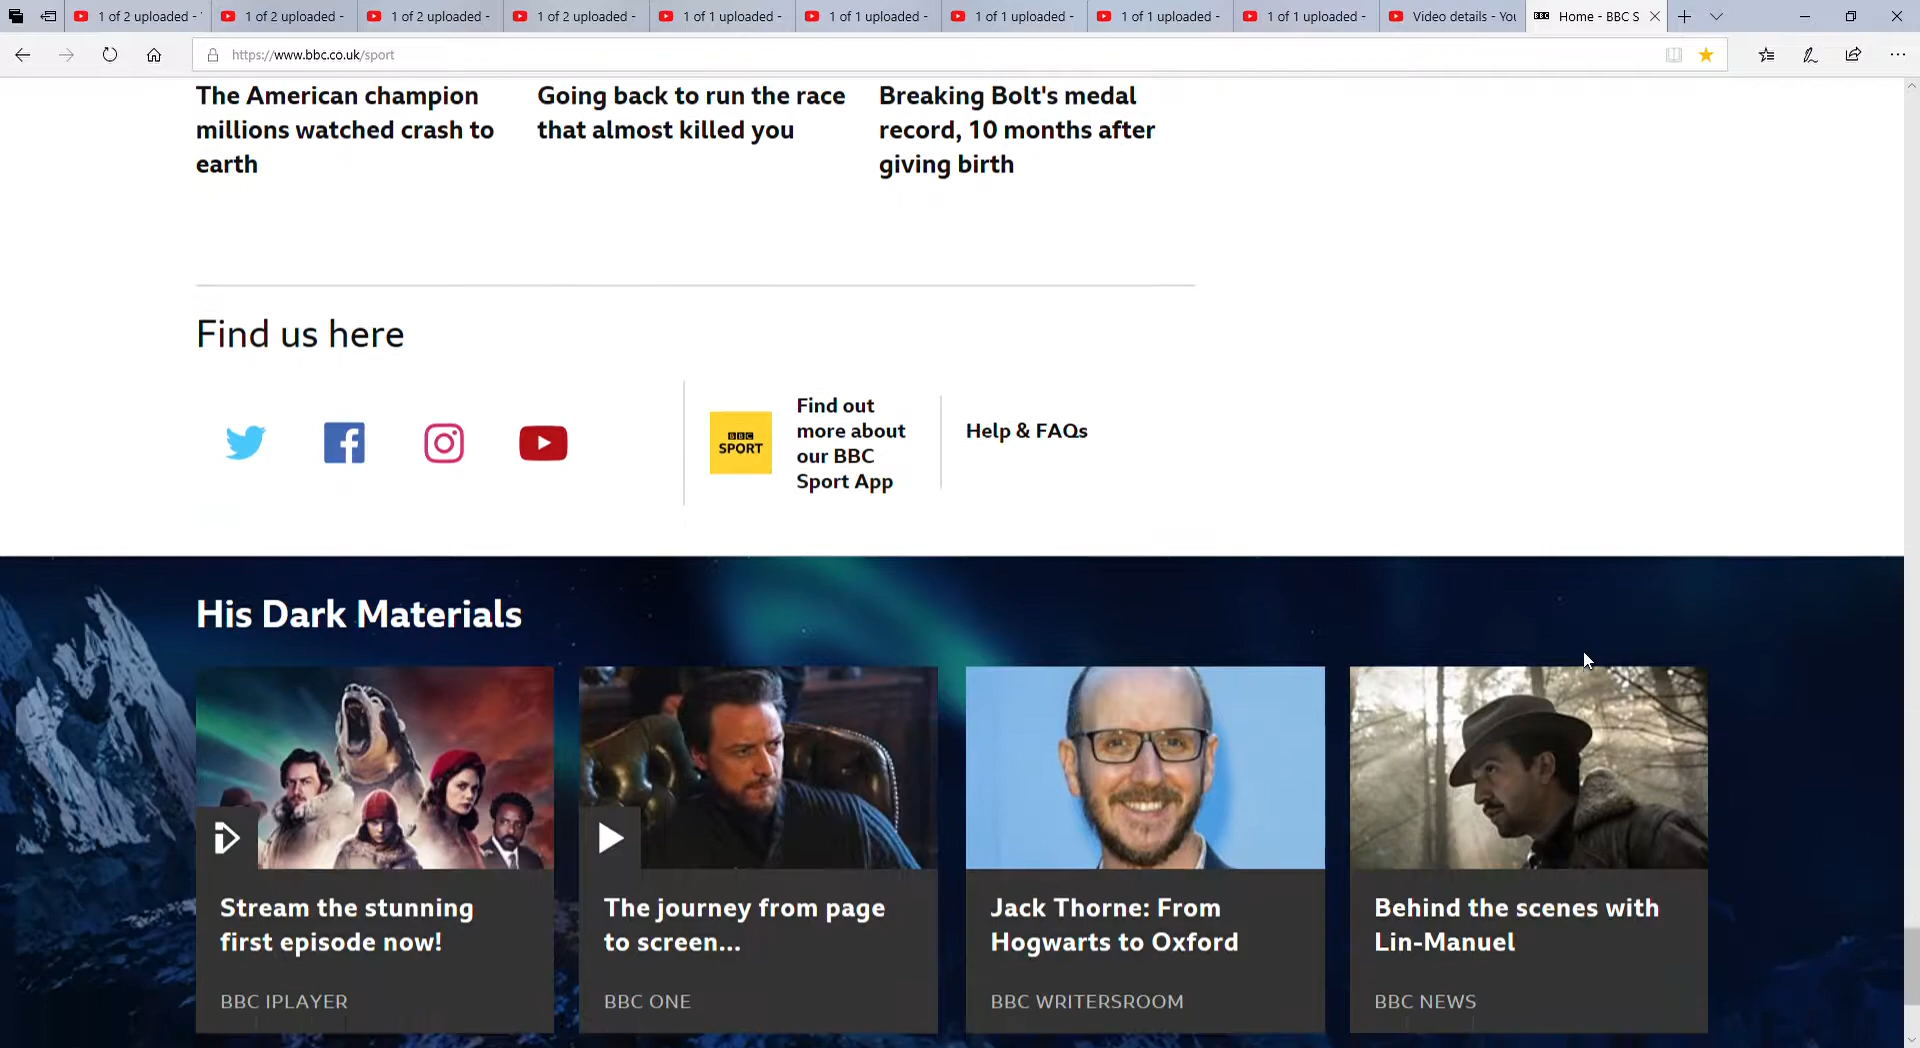 1 of 2 uploaded - 1 of 2 uploaded - 1 of 2 uploaded - 1 of 2 uploaded - 1 of 1 uploaded - 1 of 1 uploaded - 1 of 1 uploaded - 1 of 1 uploaded - 1 of 1 uploaded - Video details - You BBC Home - BBC S
https://www.bbc.co.uk/sport
The American champion
millions watched crash to
earth
Going back to run the race
that almost killed you
Breaking Bolt's medal
record, 10 months after
giving birth
Find us here
BBC
SPORT
Find out
more about
our BBC
Sport App
Help & FAQs
His Dark Materials
Stream the stunning
first episode now!
BBC IPLAYER
The journey from page
to screen...
BBC ONE
Jack Thorne: From
Hogwarts to Oxford
BBC WRITERSROOM
Behind the scenes with
Lin-Manuel
BBC NEWS